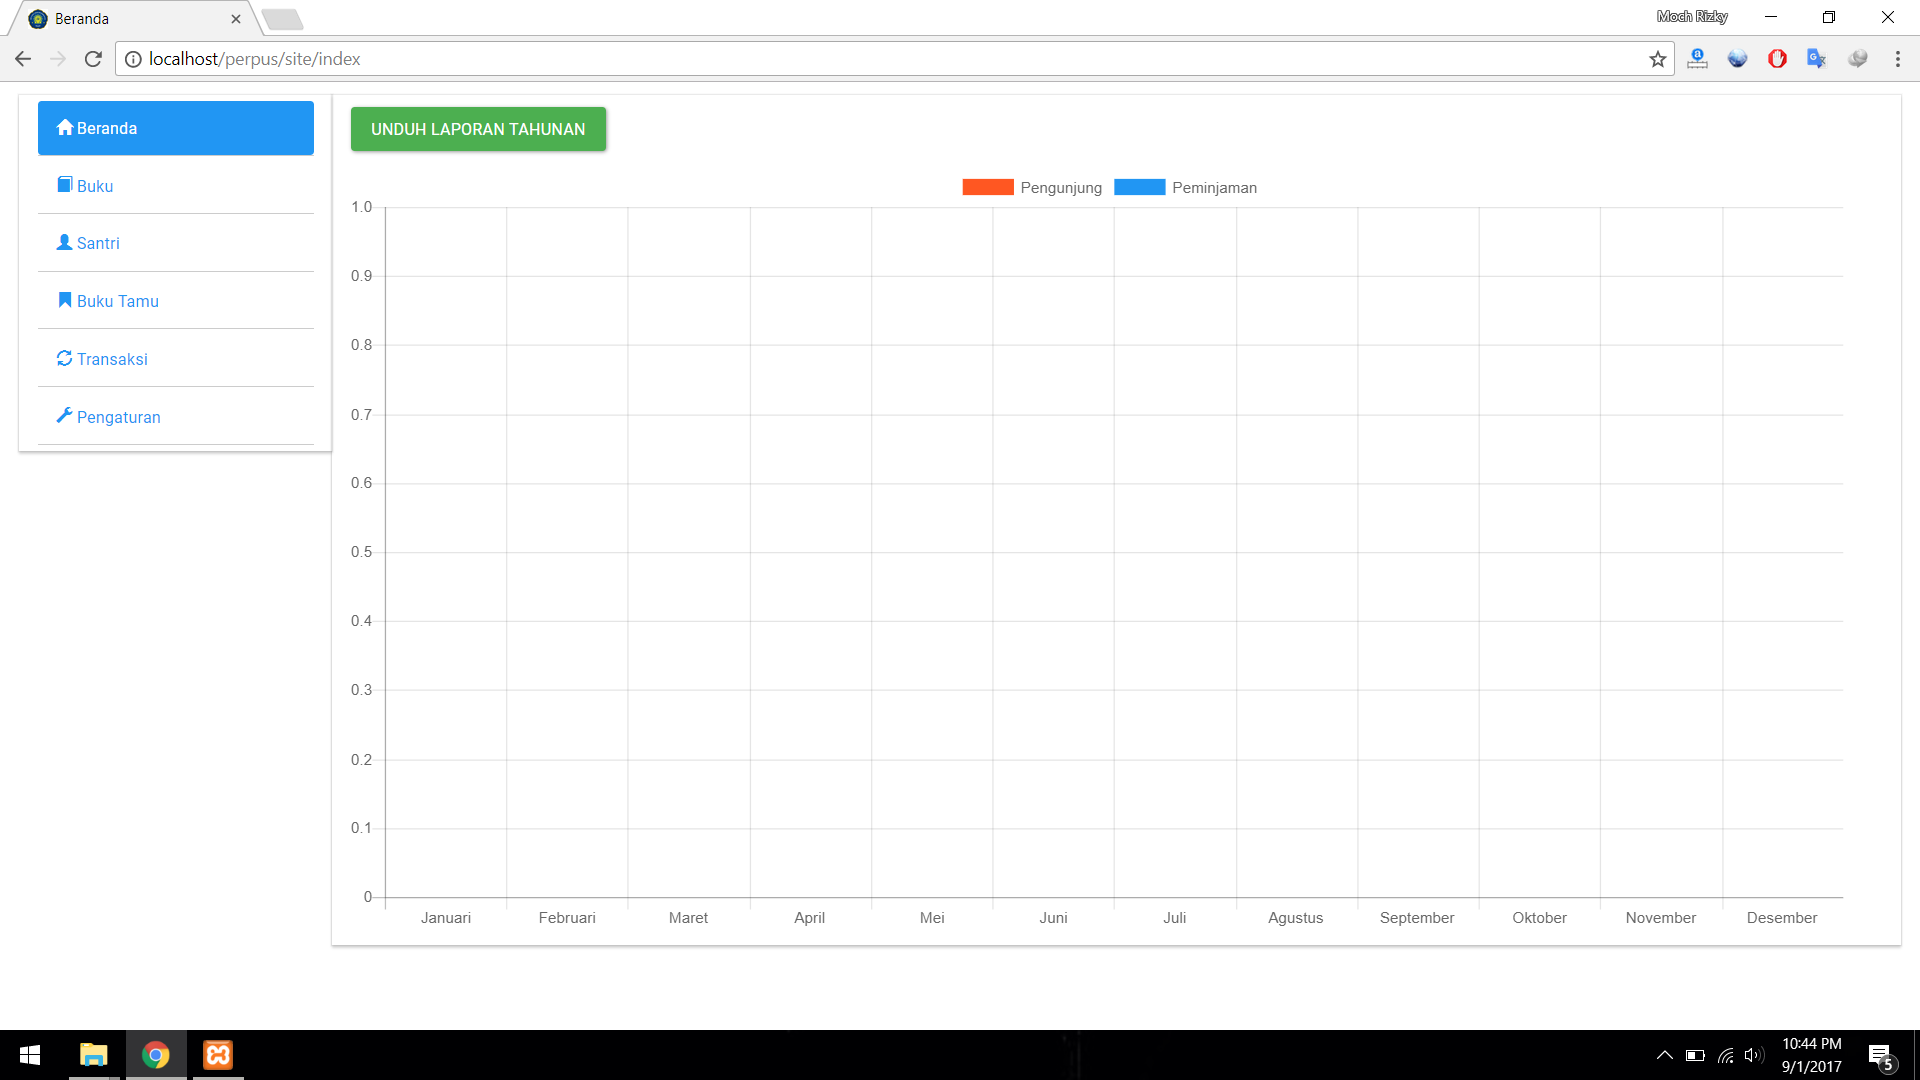 Beranda
Moch Rizky
localhost/perpus/site/index
Beranda
Buku
Santri
Buku Tamu
Transaksi
Pengaturan
UNDUH LAPORAN TAHUNAN
Pengunjung Peminjaman
1.0
0.9
0.8
0.7
0.6
0.5
0.4
0.3
0.2
0.1
0
Januari Februari Maret April Mei Juni Juli Agustus September Oktober November Desember
10:44 PM
9/1/2017
5